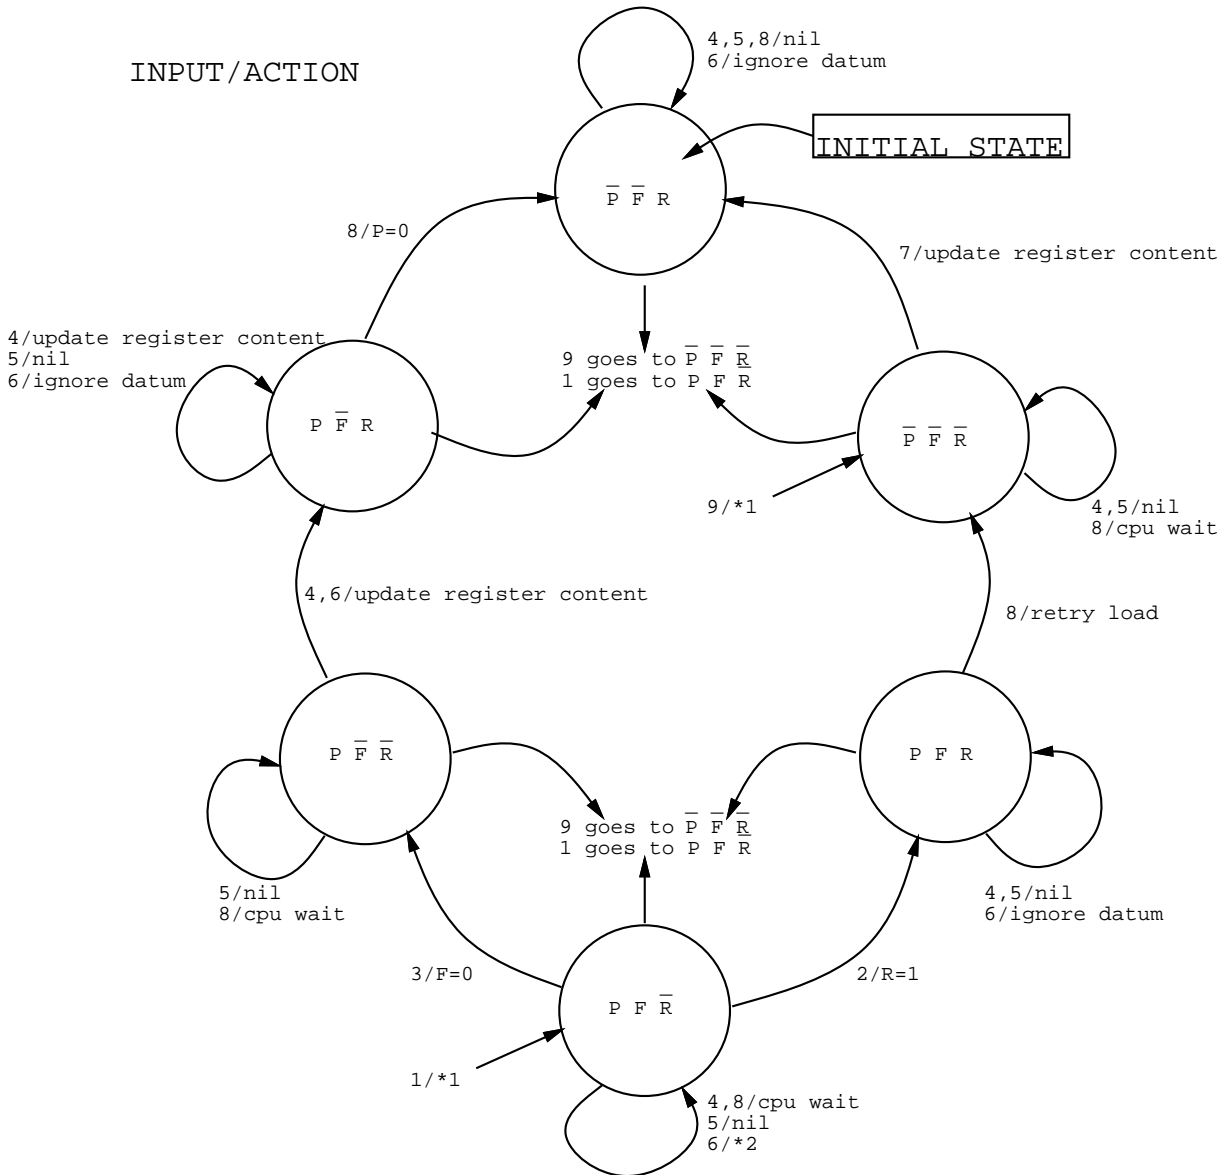 4,5,8/nil
6/ignore datum
INPUT/ACTION
INITIAL STATE
P̅ F̅ R
8/P=0
7/update register content
4/update register content
5/nil
6/ignore datum
9 goes to P̅ F̅ R̅
1 goes to P F R̅
P F̅ R
P̅ F̅ R̅
9/*1
4,5/nil
8/cpu wait
4,6/update register content
8/retry load
P F̅ R̅
P F R
9 goes to P̅ F̅ R̅
1 goes to P F R̅
5/nil
8/cpu wait
4,5/nil
6/ignore datum
3/F=0
2/R=1
P F R̅
1/*1
4,8/cpu wait
5/nil
6/*2